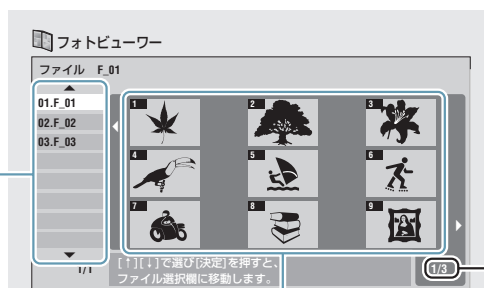 フォトビューワー
ファイル F_01
01.F_01
02.F_02
03.F_03
1
2
3
4
5
6
7
8
9
1/1
[↑][↓]で選び[決定]を押すと、
ファイル選択欄に移動します。
1/3